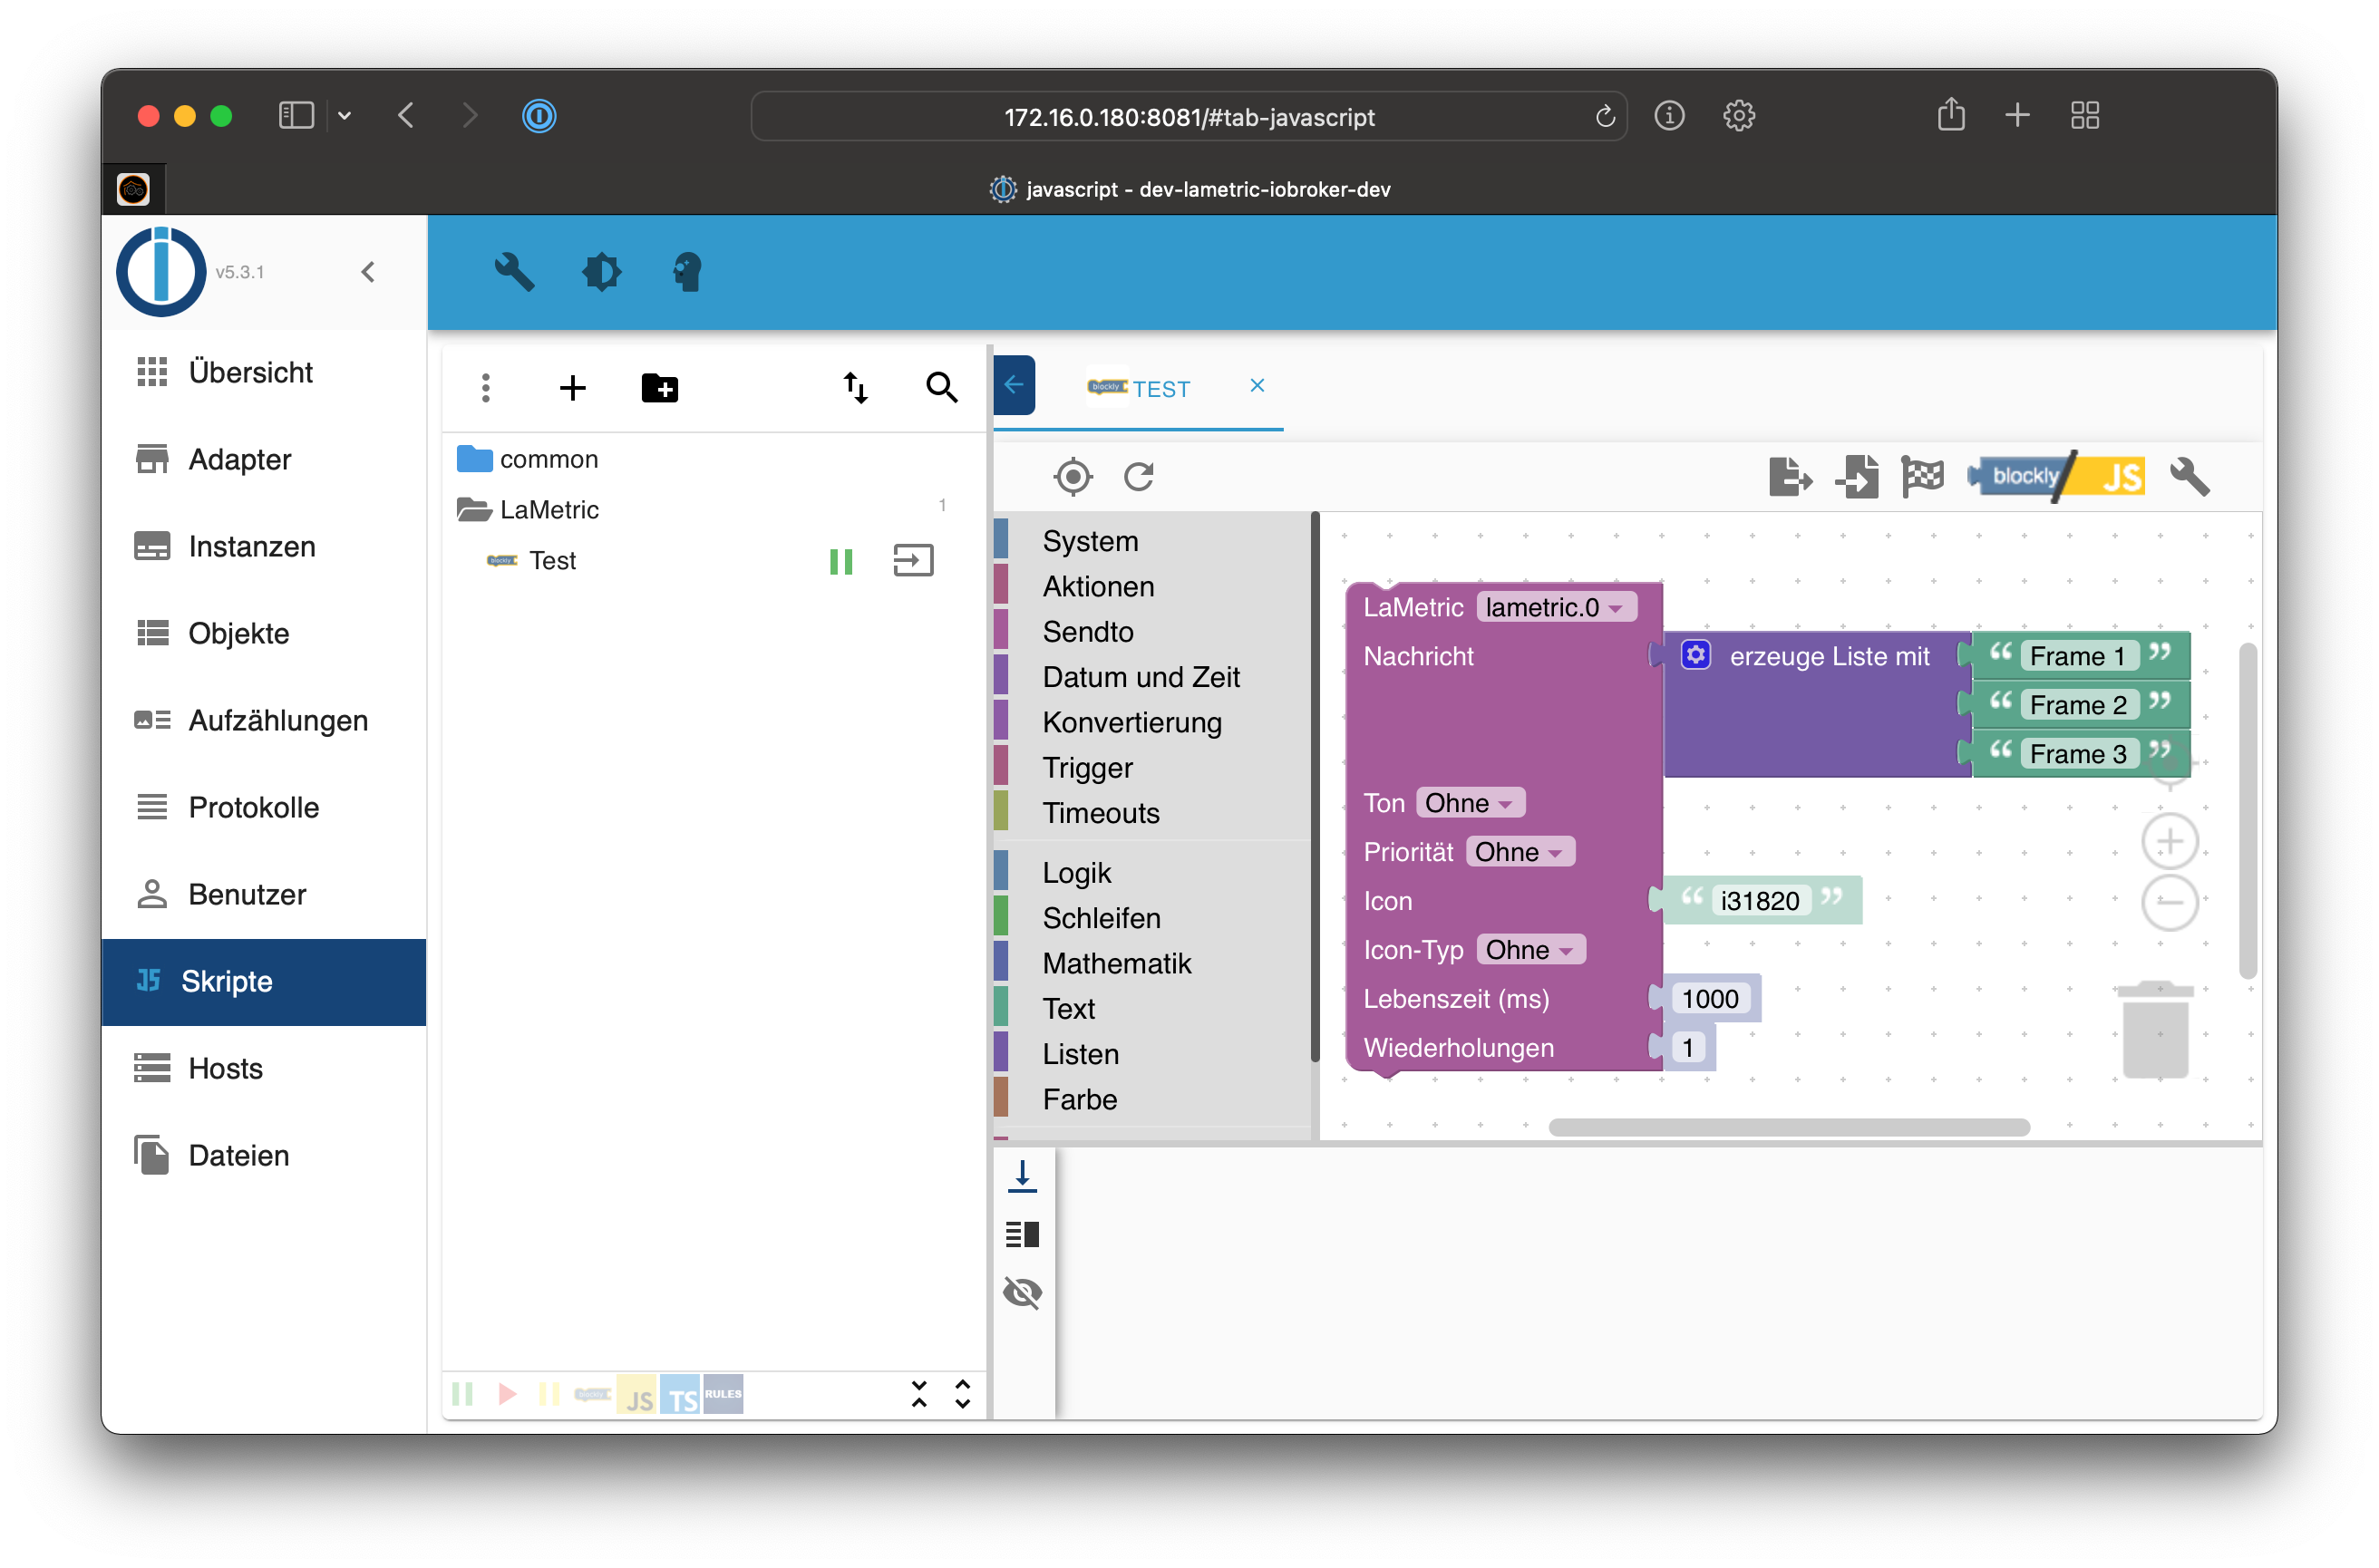 172.16.0.180:8081/#tab-javascript
javascript - dev-lametric-iobroker-dev
v5.3.1
Übersicht
Adapter
Instanzen
Objekte
Aufzählungen
Protokolle
Benutzer
JS Skripte
Hosts
Dateien
common
LaMetric 1
blockly Test
JS TS RULES
blockly TEST
blockly JS
System
Aktionen
Sendto
Datum und Zeit
Konvertierung
Trigger
Timeouts
Logik
Schleifen
Mathematik
Text
Listen
Farbe
LaMetric lametric.0
Nachricht erzeuge Liste mit “ Frame 1 ”
“ Frame 2 ”
“ Frame 3 ”
Ton Ohne
Priorität Ohne
Icon “ i31820 ”
Icon-Typ Ohne
Lebenszeit (ms) 1000
Wiederholungen 1